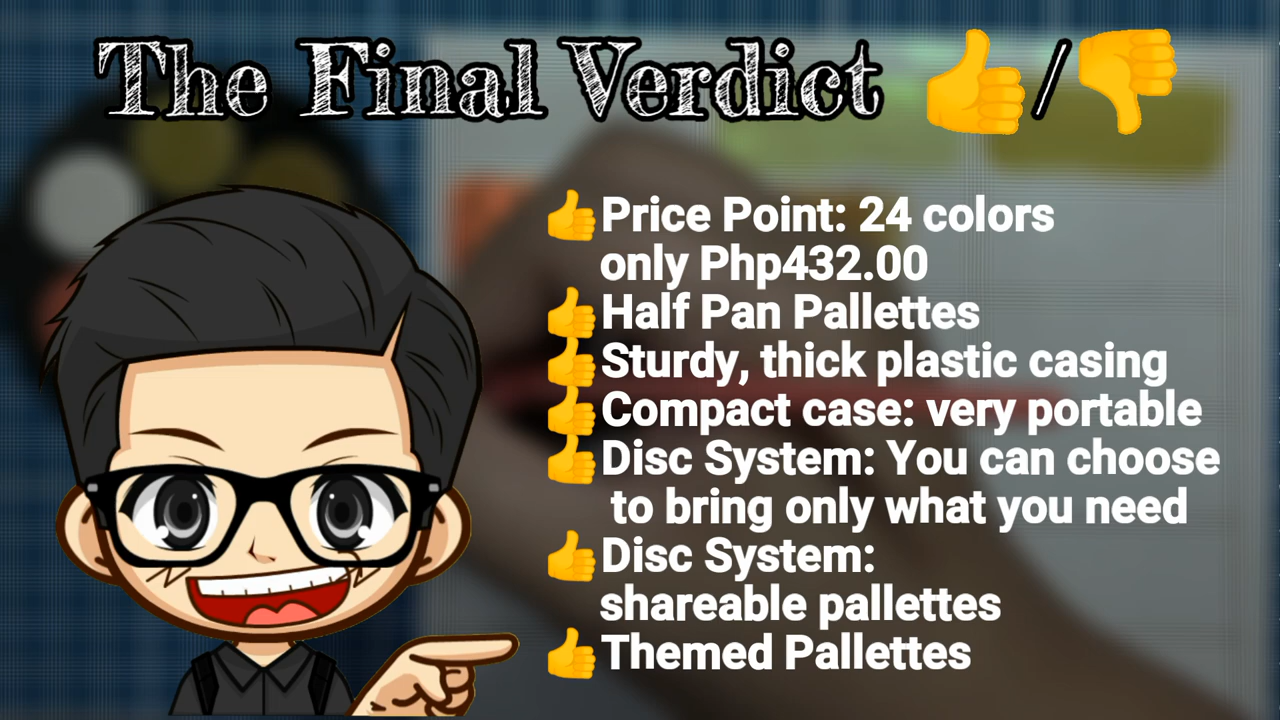 The Final Verdict 👍/👎
👍Price Point: 24 colors
only Php432.00
👍Half Pan Pallettes
👍Sturdy, thick plastic casing
👍Compact case: very portable
👍Disc System: You can choose
to bring only what you need
👍Disc System:
shareable pallettes
👍Themed Pallettes